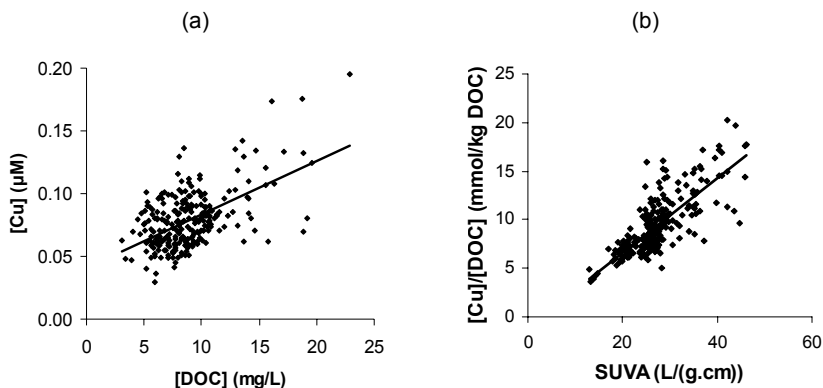 (a)
[Cu] (µM)
0.20
0.15
0.10
0.05
0.00
0 5 10 15 20 25
[DOC] (mg/L)
(b)
[Cu]/[DOC] (mmol/kg DOC)
25
20
15
10
5
0
0 20 40 60
SUVA (L/(g.cm))